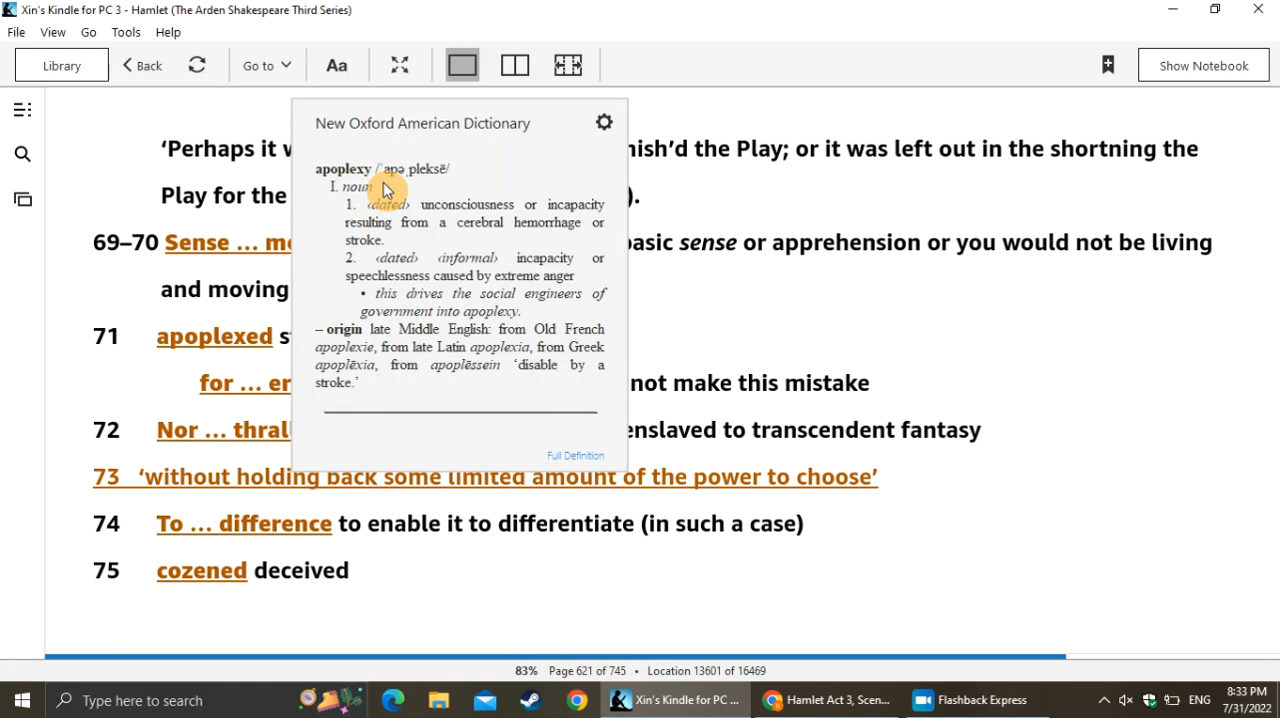 Xin's Kindle for PC 3 - Hamlet (The Arden Shakespeare Third Series)
File View Go Tools Help
Library Back Go to Aa Show Notebook
New Oxford American Dictionary
apoplexy /ˈapəˌpleksē/
I. noun
1. ‹dated› unconsciousness or incapacity
resulting from a cerebral hemorrhage or
stroke.
2. ‹dated› ‹informal› incapacity or
speechlessness caused by extreme anger
• this drives the social engineers of
government into apoplexy.
– origin late Middle English: from Old French
apoplexie, from late Latin apoplexia, from Greek
apoplēxia, from apoplēssein ‘disable by a
stroke.’
Full Definition
‘Perhaps it nish’d the Play; or it was left out in the shortning the
Play for the ).
69–70 Sense … basic sense or apprehension or you would not be living
and moving
71 apoplexed
for … not make this mistake
72 Nor … thral enslaved to transcendent fantasy
73 ‘without holding back some limited amount of the power to choose’
74 To … difference to enable it to differentiate (in such a case)
75 cozened deceived
83% Page 621 of 745 • Location 13601 of 16469
Type here to search Xin's Kindle for PC ... Hamlet Act 3, Scen... Flashback Express ENG 8:33 PM
7/31/2022